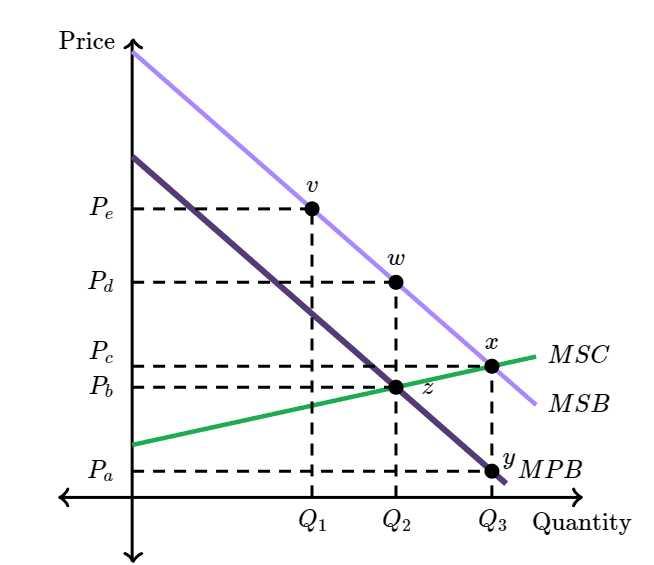 Price
v
P_e
w
P_d
x
P_c
MSC
P_b
z
MSB
y
P_a
MPB
Q_1
Q_2
Q_3
Quantity